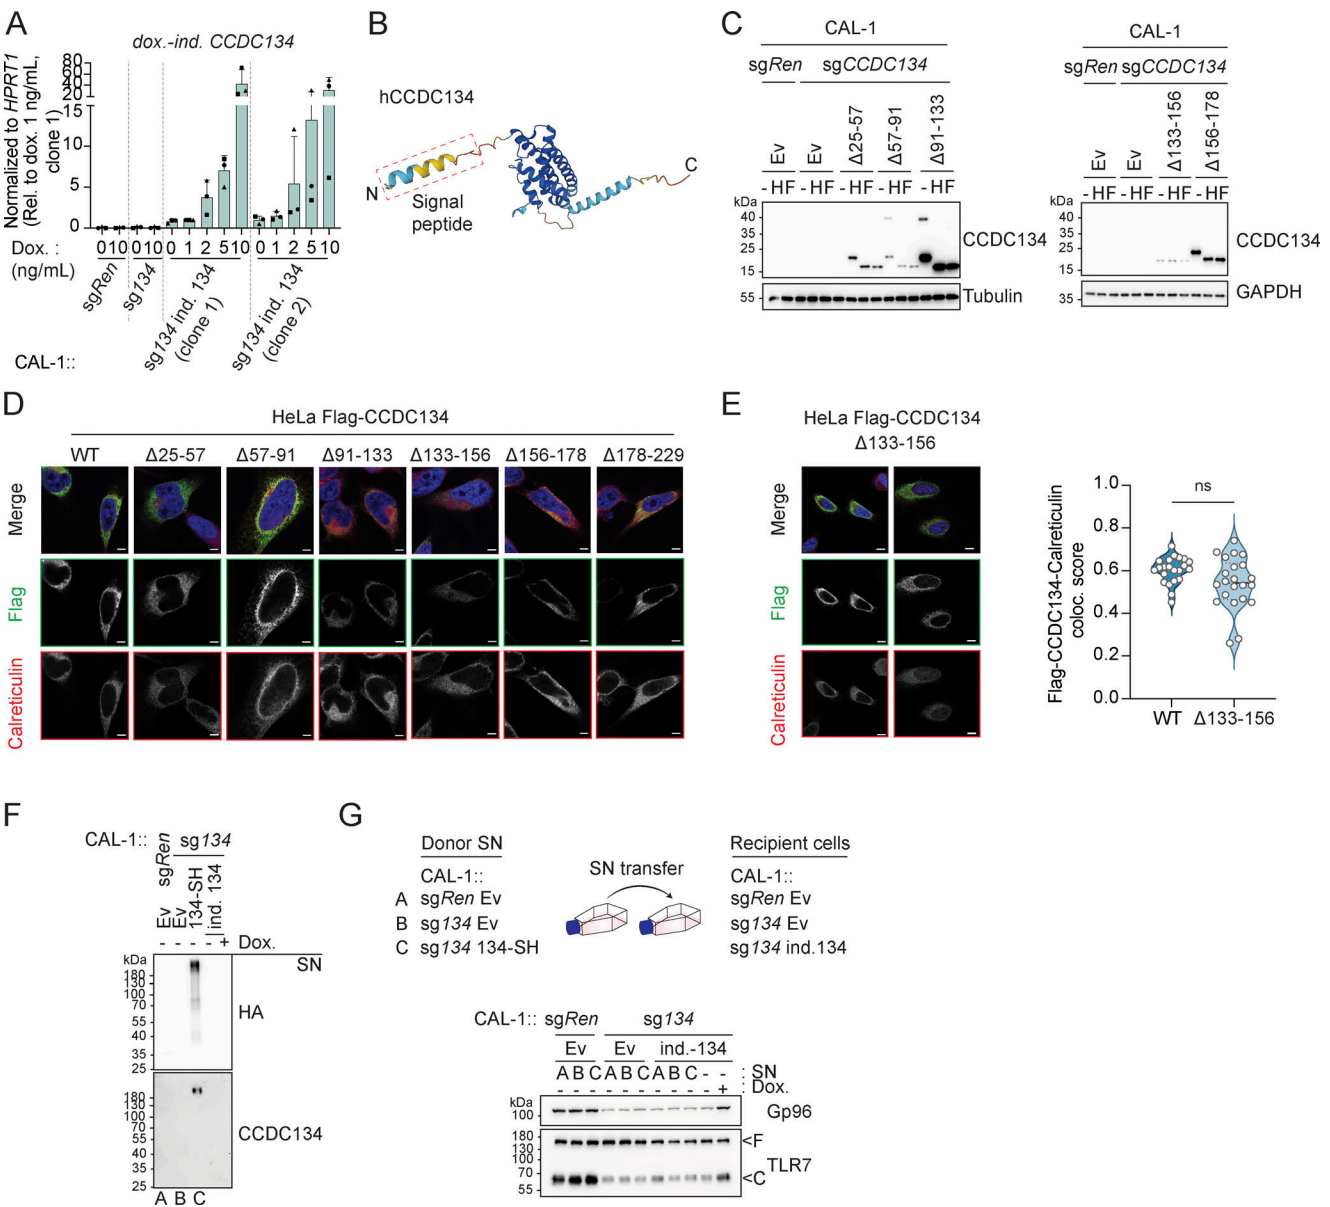 A
dox.-ind. CCDC134
Normalized to HPRT1
(Rel. to dox. 1 ng/mL,
clone 1)
80
60
40
20
15
10
5
0
Dox. :
(ng/mL)
0 10 0 10 0 1 2 5 10 0 1 2 5 10
sgRen
sg134
sg134 ind. 134
(clone 1)
sg134 ind. 134
(clone 2)
CAL-1::
B
hCCDC134
N
C
Signal
peptide
C
CAL-1
sgRen sgCCDC134
Ev
Ev
Δ25-57
Δ57-91
Δ91-133
- H F - H F - H F - H F - H F
kDa
40
35
25
15
CCDC134
55
Tubulin
CAL-1
sgRen sgCCDC134
Ev
Ev
Δ133-156
Δ156-178
- H F - H F - H F - H F
kDa
40
35
25
15
CCDC134
35
GAPDH
D
HeLa Flag-CCDC134
WT Δ25-57 Δ57-91 Δ91-133 Δ133-156 Δ156-178 Δ178-229
Merge
Flag
Calreticulin
E
HeLa Flag-CCDC134
Δ133-156
Merge
Flag
Calreticulin
Flag-CCDC134-Calreticulin
coloc. score
1.0
0.8
0.6
0.4
0.2
0.0
ns
WT Δ133-156
F
CAL-1::
sgRen
sg134
Ev
Ev
134-SH
ind. 134
- - - - + Dox.
SN
kDa
180
130
100
70
55
40
35
25
HA
180
130
100
70
55
40
35
25
CCDC134
A B C
G
Donor SN
CAL-1::
A sgRen Ev
B sg134 Ev
C sg134 134-SH
SN transfer
Recipient cells
CAL-1::
sgRen Ev
sg134 Ev
sg134 ind.134
CAL-1:: sgRen sg134
Ev Ev ind.-134
A B C A B C A B C - - : SN
- - - - - - - - - - + : Dox.
kDa
100
Gp96
180
130
100
70
55
<F
TLR7
<C